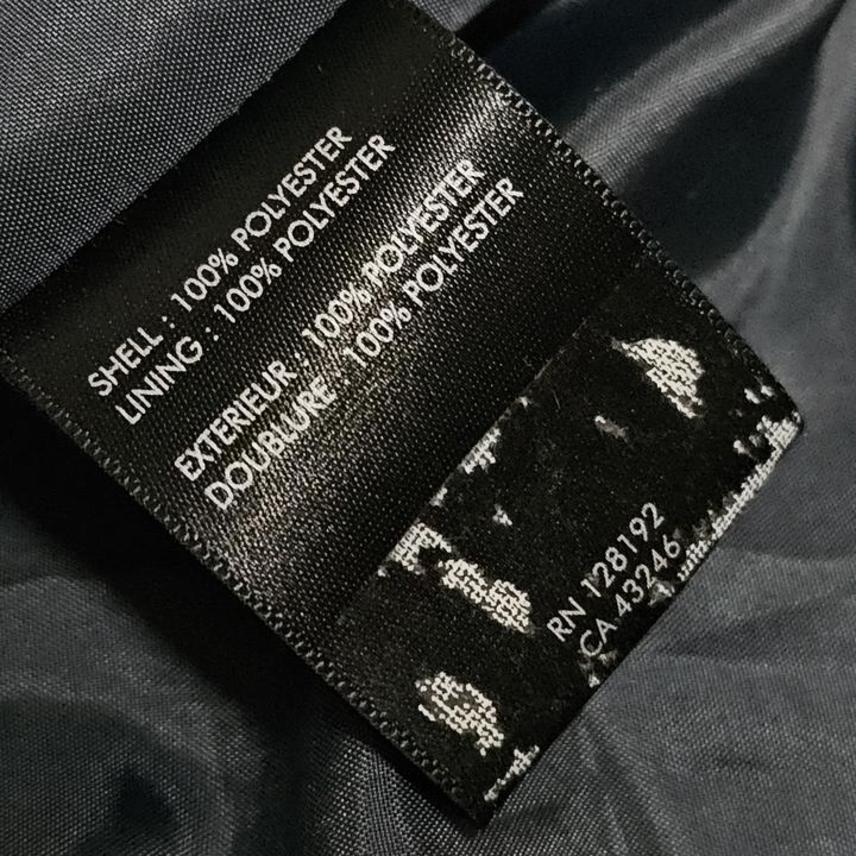 SHELL : 100% POLYESTER
LINING : 100% POLYESTER
EXTERIEUR : 100% POLYESTER
DOUBLURE : 100% POLYESTER
RN 128192
CA 43246